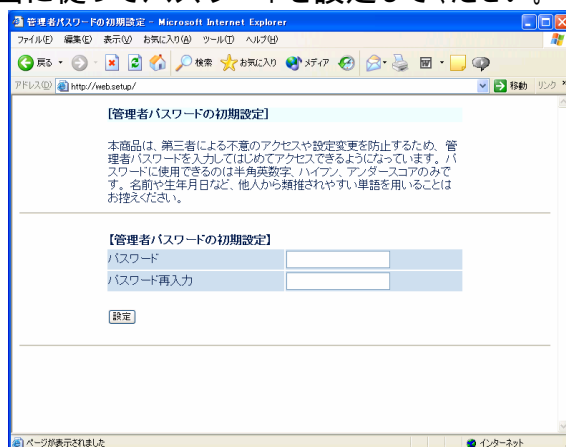 に従ってパスワードを設定してください。
管理者パスワードの初期設定 - Microsoft Internet Explorer
ファイル(F) 編集(E) 表示(V) お気に入り(A) ツール(T) ヘルプ(H)
戻る 検索 お気に入り メディア
アドレス(D) http://web.setup/ 移動 リンク
[管理者パスワードの初期設定]
本商品は、第三者による不意のアクセスや設定変更を防止するため、管
理者パスワードを入力してはじめてアクセスできるようになっています。パ
スワードに使用できるのは半角英数字、ハイフン、アンダースコアのみで
す。名前や生年月日など、他人から類推されやすい単語を用いることは
お控えください。
【管理者パスワードの初期設定】
パスワード
パスワード再入力
設定
ページが表示されました インターネット